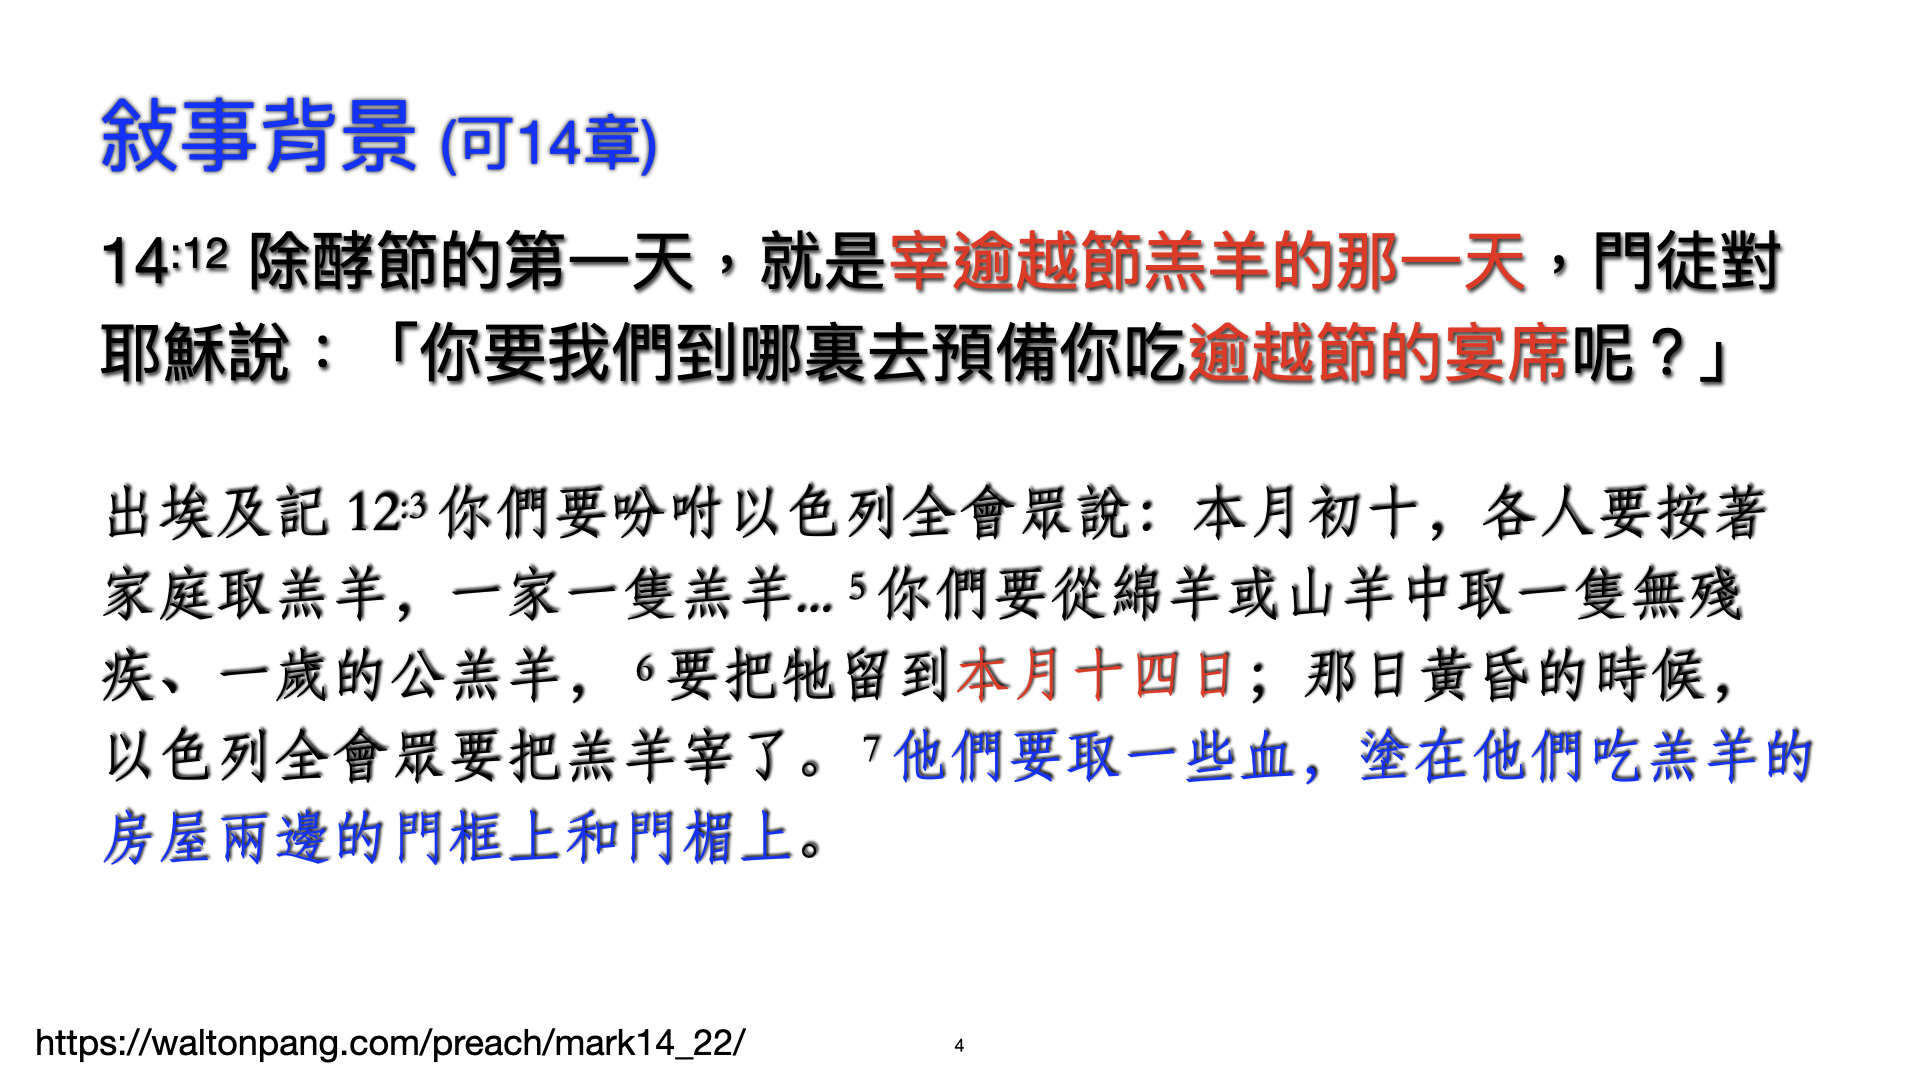 敍事背景 (可14章)
14:12 除酵節的第一天，就是宰逾越節羔羊的那一天，門徒對
耶穌說：「你要我們到哪裏去預備你吃逾越節的宴席呢？」
出埃及記 12:3 你們要吩咐以色列全會眾說：本月初十，各人要按著
家庭取羔羊，一家一隻羔羊... 5 你們要從綿羊或山羊中取一隻無殘
疾、一歲的公羔羊，6 要把牠留到本月十四日；那日黃昏的時候，
以色列全會眾要把羔羊宰了。7 他們要取一些血，塗在他們吃羔羊的
房屋兩邊的門框上和門楣上。
https://waltonpang.com/preach/mark14_22/
4